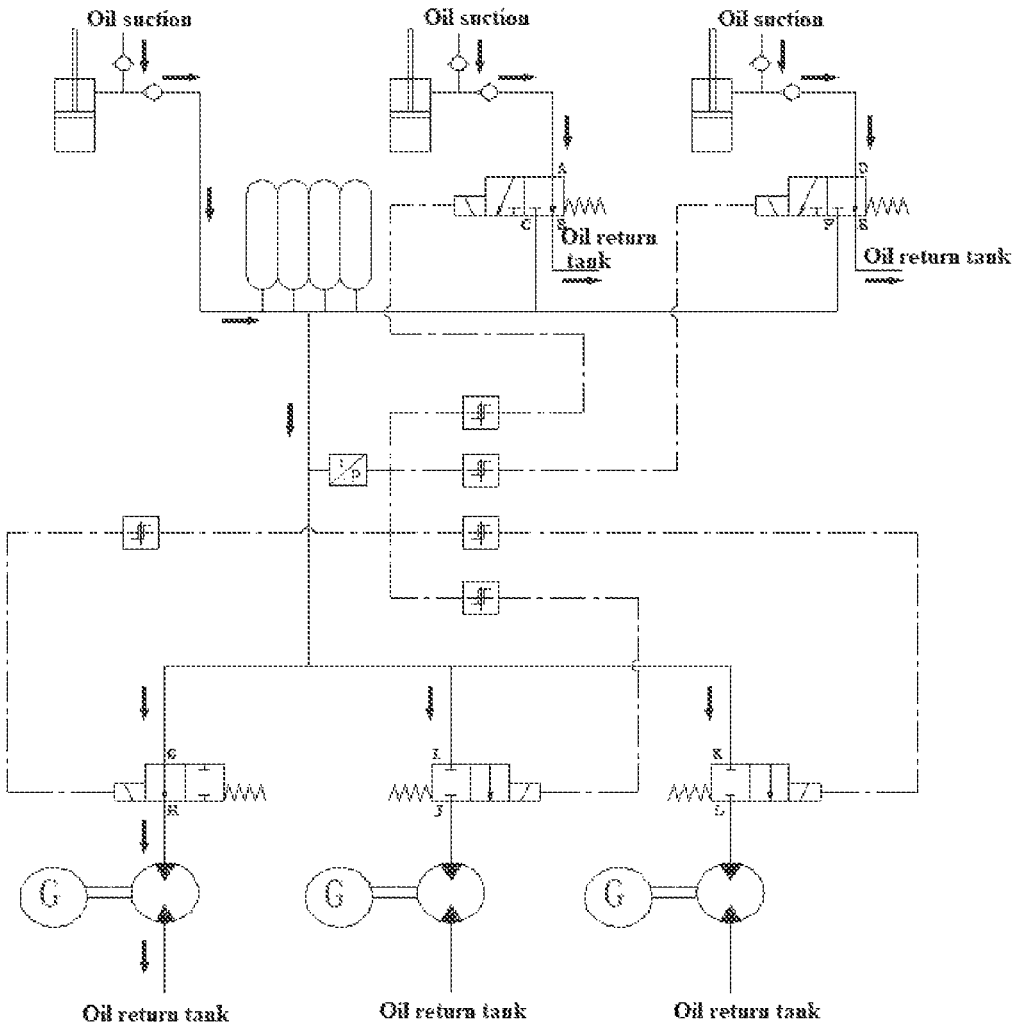 Oil suction
Oil suction
Oil suction
A
C
Oil return
tank
P
Oil return tank
P
L
K
J
L
G
G
G
Oil return tank
Oil return tank
Oil return tank